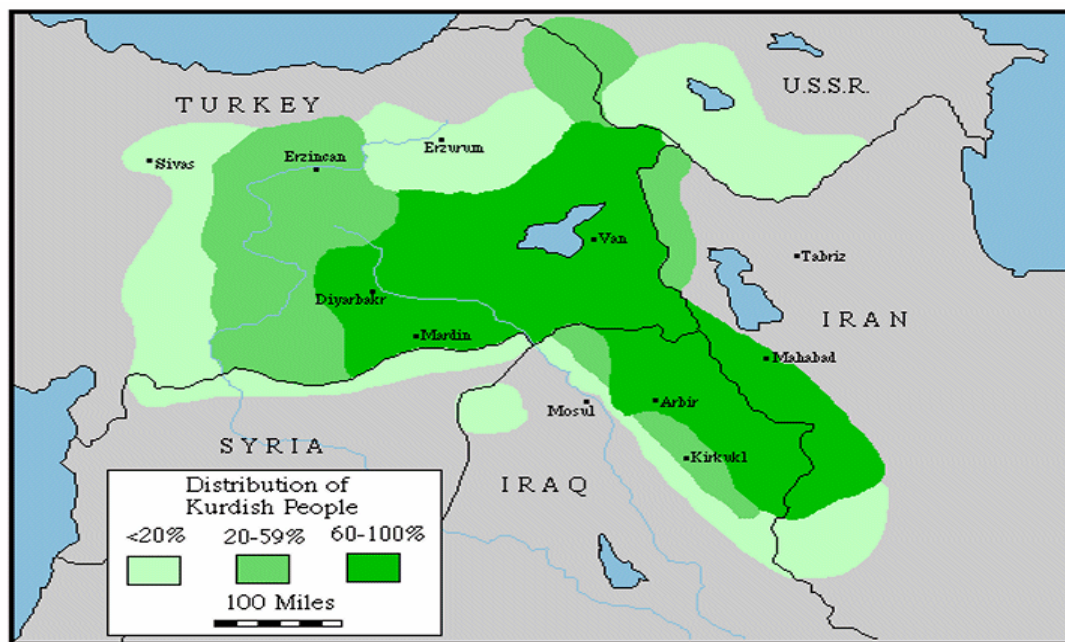 TURKEY
U.S.S.R.
Sivas
Erzincan
Erzurum
Van
Tabriz
Diyarbakr
Mardin
IRAN
Mahabad
Mosul
Arbir
SYRIA
Kirkuk1
IRAQ
Distribution of
Kurdish People
<20% 20-59% 60-100%
100 Miles